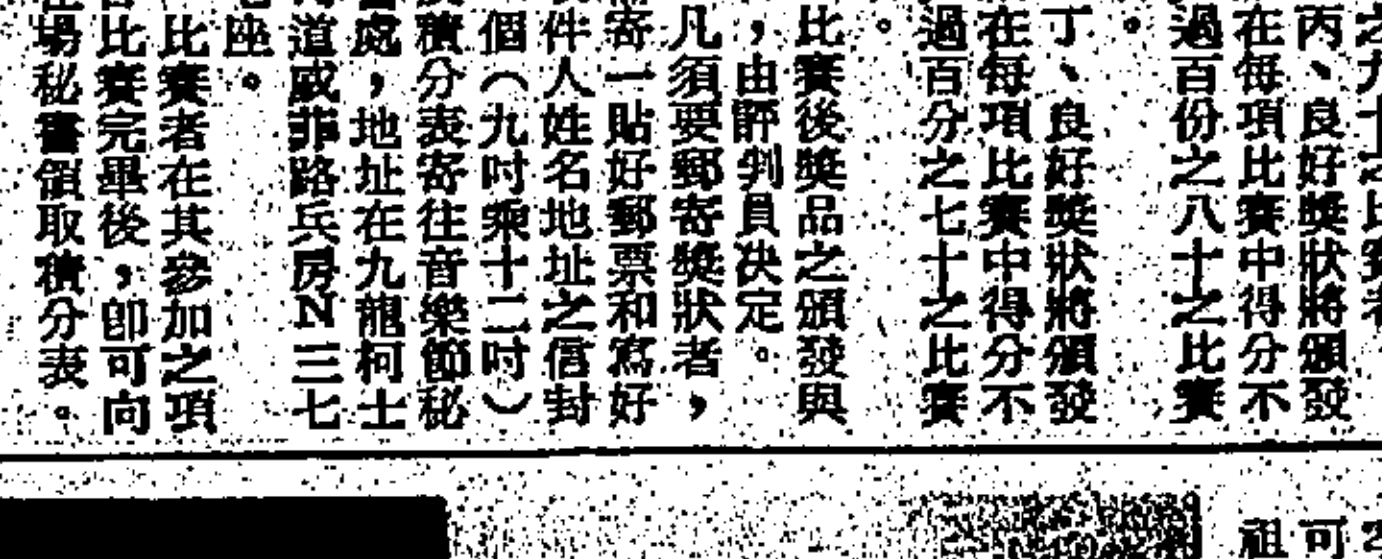 之九十之比賽者
丙、良好獎狀將頒發
在每項比賽中得分不
過百份之八十之比賽
。
丁、良好獎狀將頒發
在每項比賽中得分不
過百分之七十之比賽
。
比賽後獎品之頒發與
，由評判員決定。
凡須要郵寄獎狀者，
寄一貼好郵票和寫好
件人姓名地址之信封
個（九吋乘十二吋）
積分表寄往音樂節秘
處，地址在九龍柯士
道威菲路兵房N三七
座。
比賽者在其參加之項
比賽完畢後，卽可向
場秘書領取積分表。
可
祖